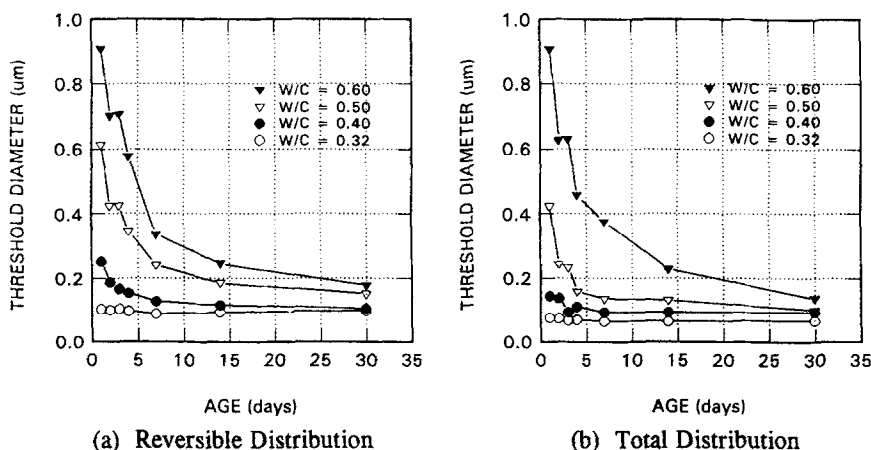 1.0
0.8
0.6
0.4
0.2
0.0
THRESHOLD DIAMETER (um)
W/C = 0.60
W/C = 0.50
W/C = 0.40
W/C = 0.32
0 5 10 15 20 25 30 35
AGE (days)
(a) Reversible Distribution
1.0
0.8
0.6
0.4
0.2
0.0
THRESHOLD DIAMETER (um)
W/C = 0.60
W/C = 0.50
W/C = 0.40
W/C = 0.32
0 5 10 15 20 25 30 35
AGE (days)
(b) Total Distribution